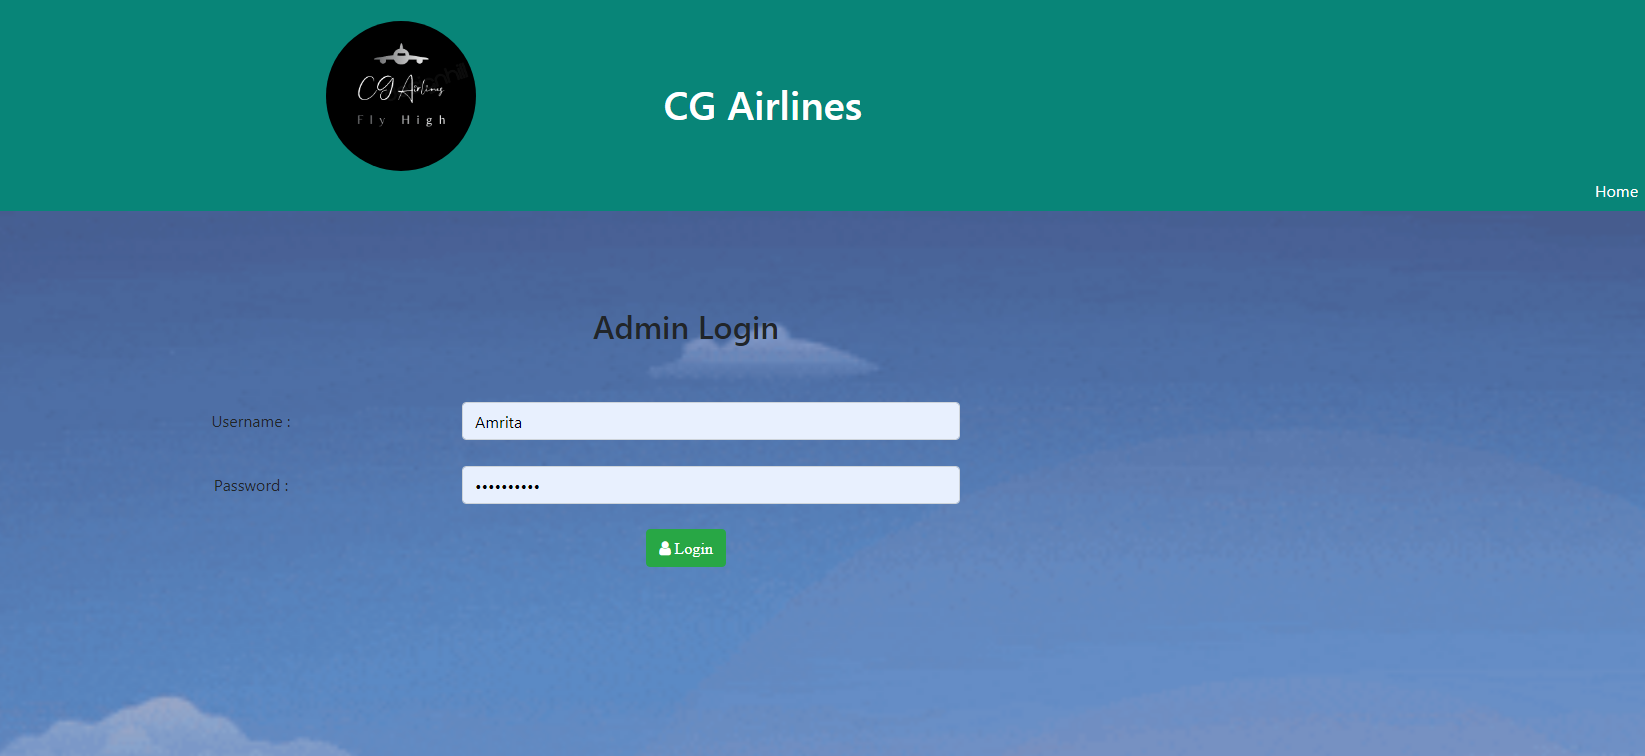 CG Airlines
Fly High
CG Airlines
Home
Admin Login
Username :
Amrita
Password :
••••••••••
Login